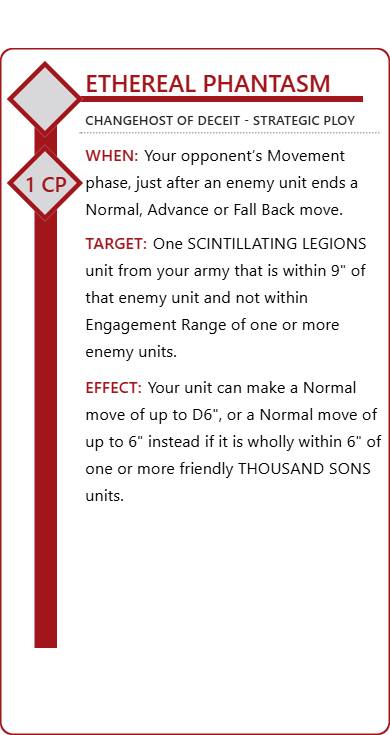 ETHEREAL PHANTASM
CHANGEHOST OF DECEIT - STRATEGIC PLOY
1 CP
WHEN: Your opponent’s Movement
phase, just after an enemy unit ends a
Normal, Advance or Fall Back move.
TARGET: One SCINTILLATING LEGIONS
unit from your army that is within 9" of
that enemy unit and not within
Engagement Range of one or more
enemy units.
EFFECT: Your unit can make a Normal
move of up to D6", or a Normal move of
up to 6" instead if it is wholly within 6" of
one or more friendly THOUSAND SONS
units.